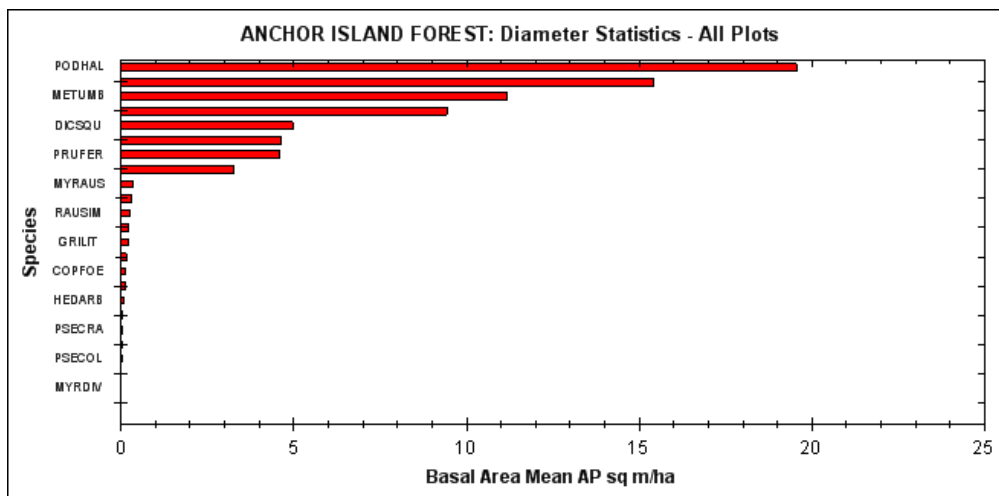 ANCHOR ISLAND FOREST: Diameter Statistics - All Plots
PODHAL
METUMB
DICSQU
PRUFER
MYRAUS
RAUSIM
GRILIT
COPFOE
HEDARB
PSECRA
PSECOL
MYRDIV
Species
0 5 10 15 20 25
Basal Area Mean AP sq m/ha